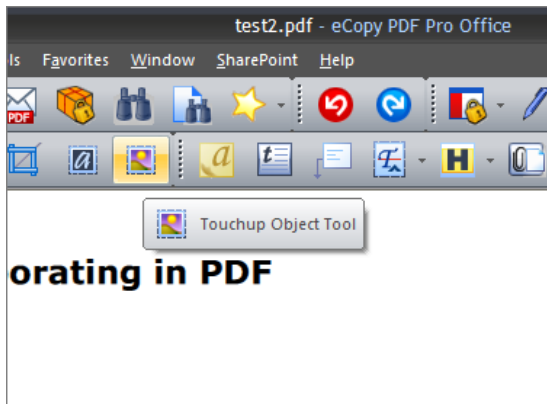 test2.pdf - eCopy PDF Pro Office
ls Favorites Window SharePoint Help
PDF
a a t T H
Touchup Object Tool
orating in PDF